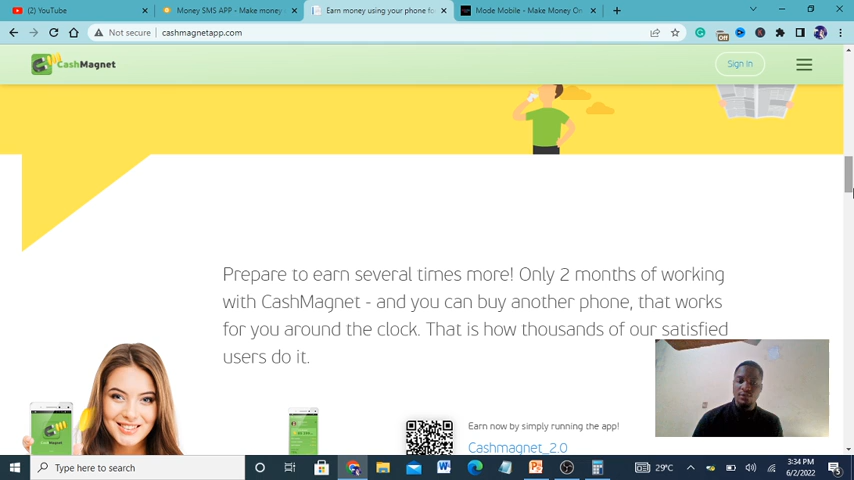 (2) YouTube
Money SMS APP - Make money
Earn money using your phone fo
Mode Mobile - Make Money On
Not secure | cashmagnetapp.com
Off
CashMagnet
Sign In
Prepare to earn several times more! Only 2 months of working
with CashMagnet - and you can buy another phone, that works
for you around the clock. That is how thousands of our satisfied
users do it.
Earn now by simply running the app!
Cashmagnet_2.0
Type here to search
29°C
3:34 PM
6/2/2022